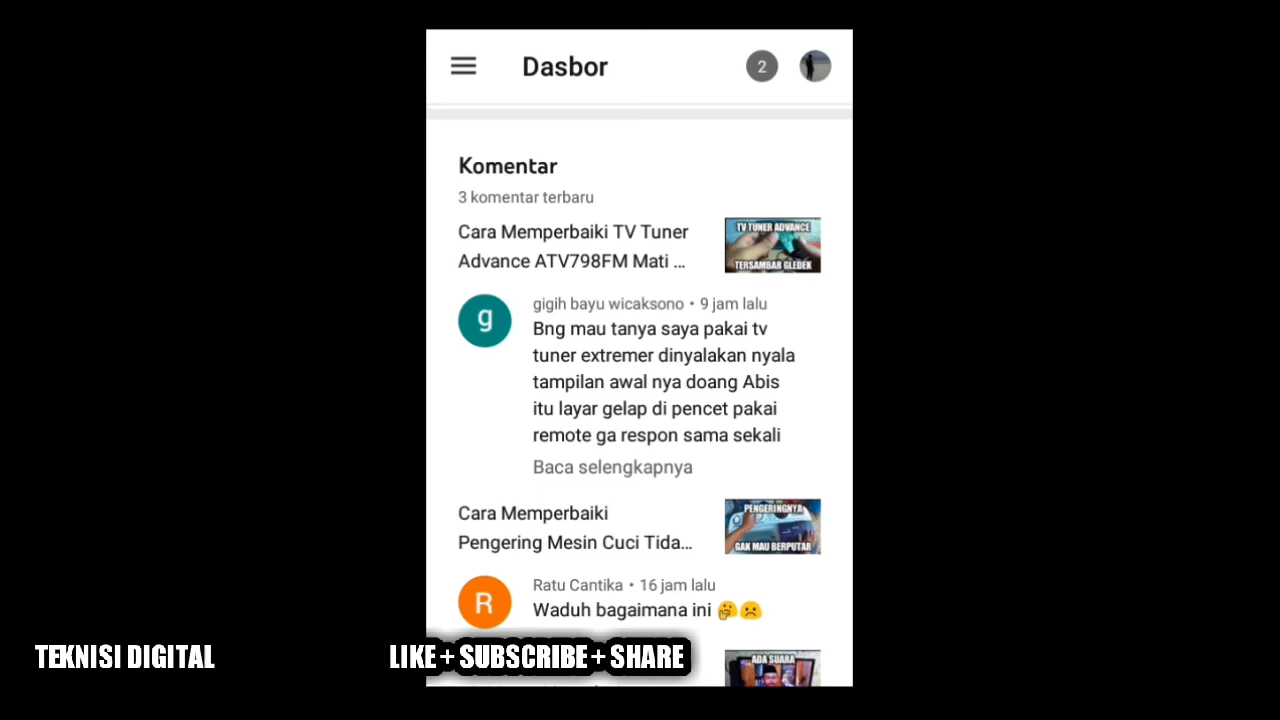 Dasbor
2
Komentar
3 komentar terbaru
Cara Memperbaiki TV Tuner
Advance ATV798FM Mati ...
TV TUNER ADVANCE
TERSAMBAR GLEDEK
g
gigih bayu wicaksono • 9 jam lalu
Bng mau tanya saya pakai tv
tuner extremer dinyalakan nyala
tampilan awal nya doang Abis
itu layar gelap di pencet pakai
remote ga respon sama sekali
Baca selengkapnya
Cara Memperbaiki
Pengering Mesin Cuci Tida...
PENGERINGNYA
GAK MAU BERPUTAR
R
Ratu Cantika • 16 jam lalu
Waduh bagaimana ini 🤔☹️
ADA SUARA
TEKNISI DIGITAL
LIKE + SUBSCRIBE + SHARE